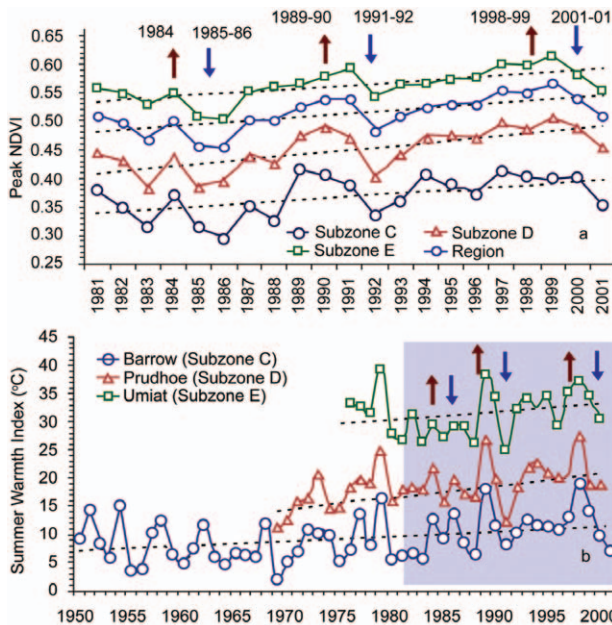 1989-90
1998-99
1984 1985-86 1991-92 2001-01
0.65
0.60
0.55
0.50
0.45
0.40
0.35
0.30
0.25
Peak NDVI
Subzone C Subzone D a
Subzone E Region
1981 1982 1983 1984 1985 1986 1987 1988 1989 1990 1991 1992 1993 1994 1995 1996 1997 1998 1999 2000 2001
45
40
35
30
25
20
15
10
5
0
Summer Warmth Index (°C)
Barrow (Subzone C)
Prudhoe (Subzone D)
Umiat (Subzone E)
b
1950 1955 1960 1965 1970 1975 1980 1985 1990 1995 2000